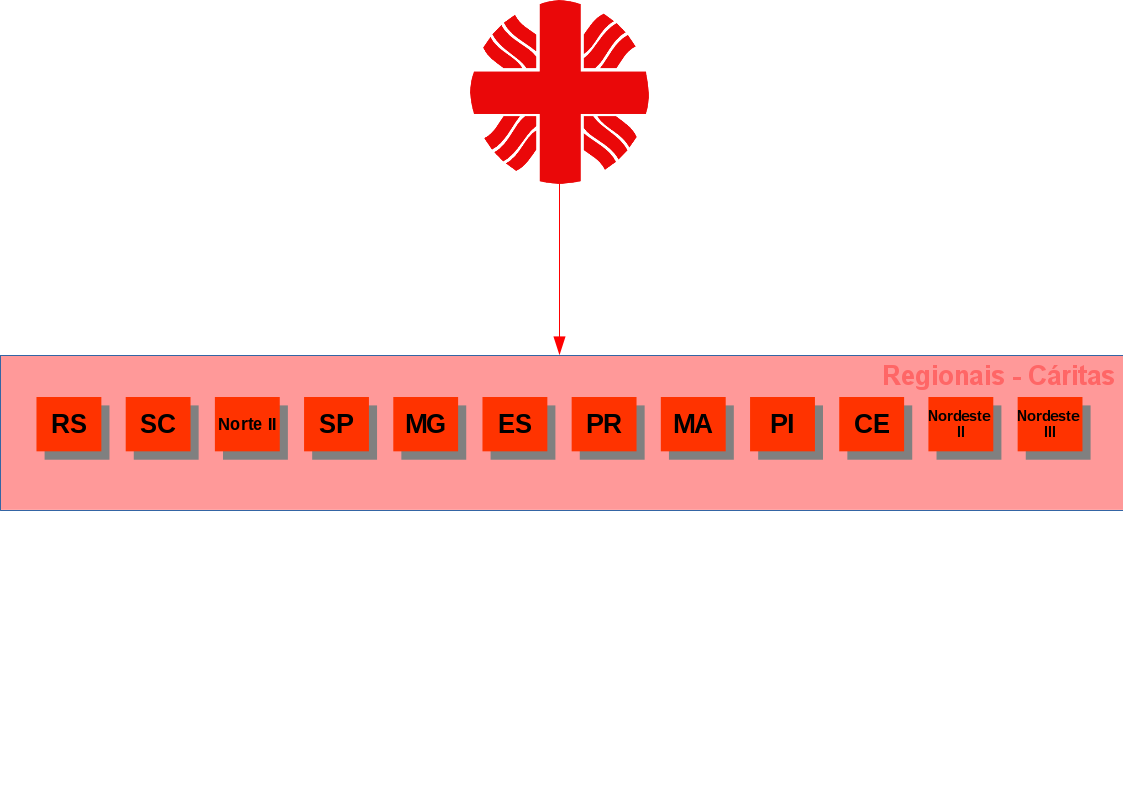 Regionais - Cáritas
RS
SC
Norte II
SP
MG
ES
PR
MA
PI
CE
Nordeste
II
Nordeste
III